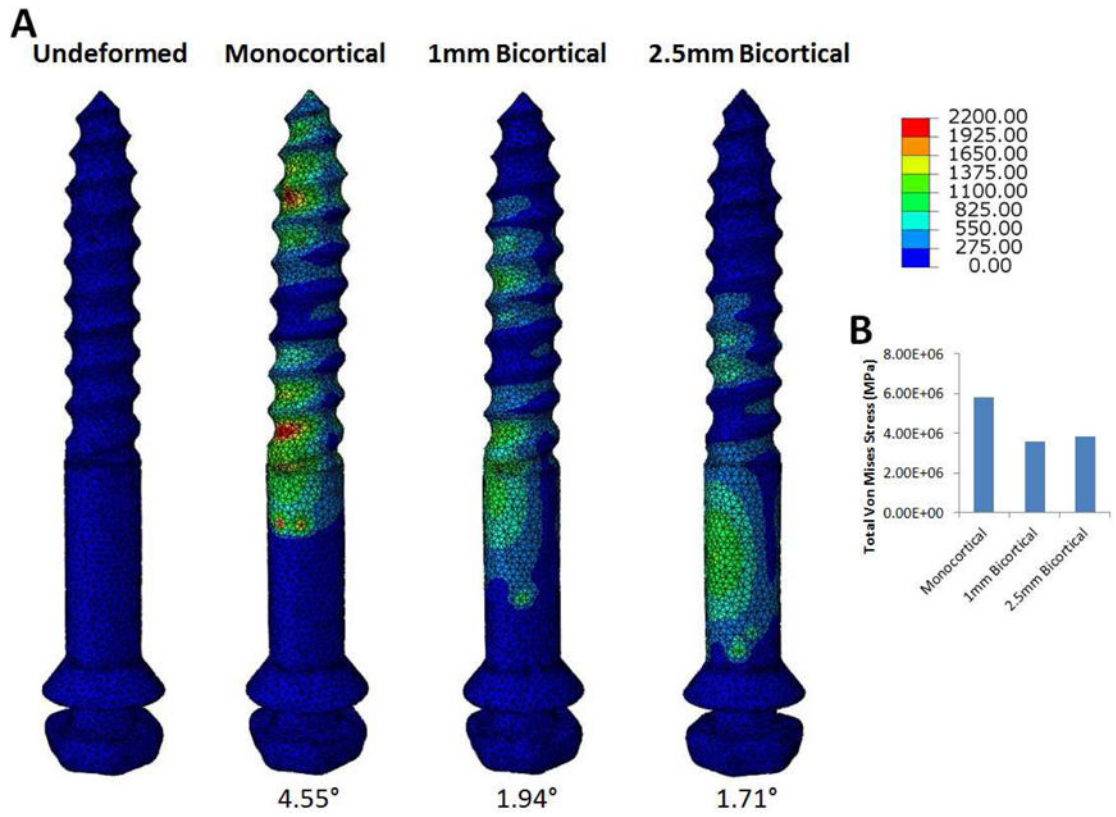 A
Undeformed
Monocortical
1mm Bicortical
2.5mm Bicortical
2200.00
1925.00
1650.00
1375.00
1100.00
825.00
550.00
275.00
0.00
B
Total Von Mises Stress (MPa)
8.00E+06
6.00E+06
4.00E+06
2.00E+06
0.00E+00
Monocortical
1mm Bicortical
2.5mm Bicortical
4.55°
1.94°
1.71°